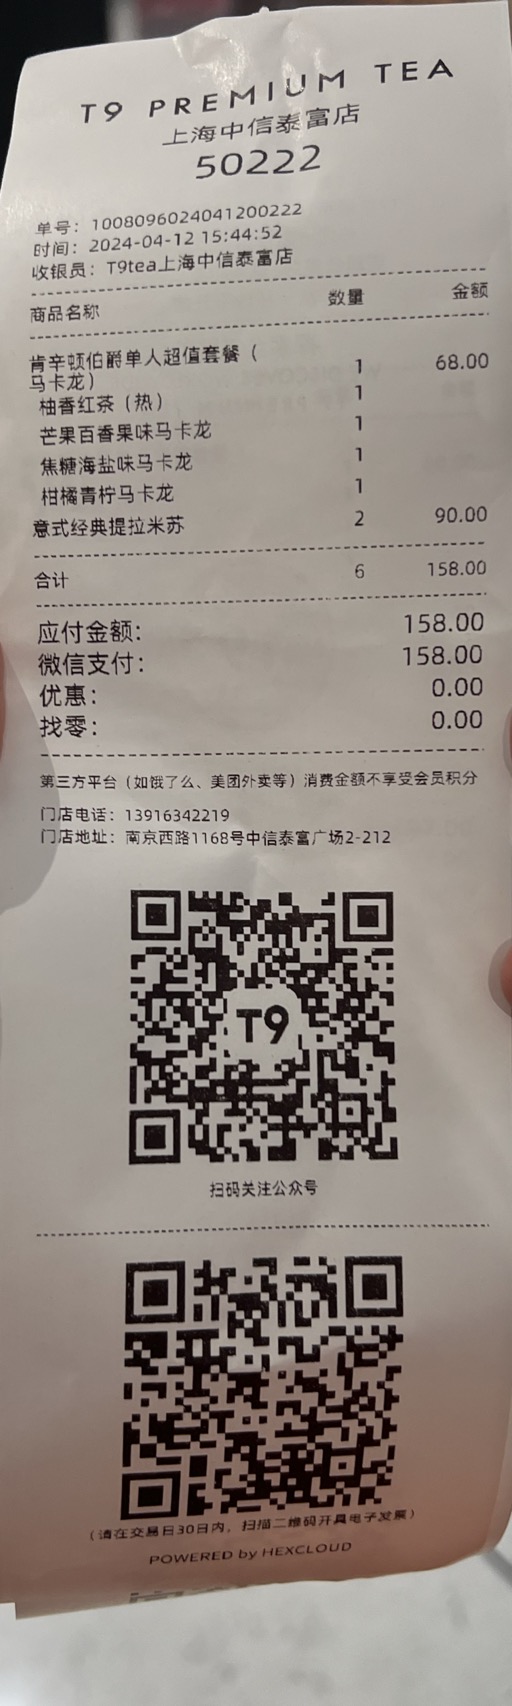 T9 PREMIUM TEA
上海中信泰富店
50222
单号：1008096024041200222
时间：2024-04-12 15:44:52
收银员：T9tea上海中信泰富店
商品名称 数量 金额
肯辛顿伯爵单人超值套餐（ 1 68.00
马卡龙）
柚香红茶（热） 1
芒果百香果味马卡龙 1
焦糖海盐味马卡龙 1
柑橘青柠马卡龙 1
意式经典提拉米苏 2 90.00
合计 6 158.00
应付金额: 158.00
微信支付: 158.00
优惠: 0.00
找零: 0.00
第三方平台（如饿了么、美团外卖等）消费金额不享受会员积分
门店电话：13916342219
门店地址：南京西路1168号中信泰富广场2-212
T9
扫码关注公众号
（请在交易日30日内，扫描二维码开具电子发票）
POWERED by HEXCLOUD